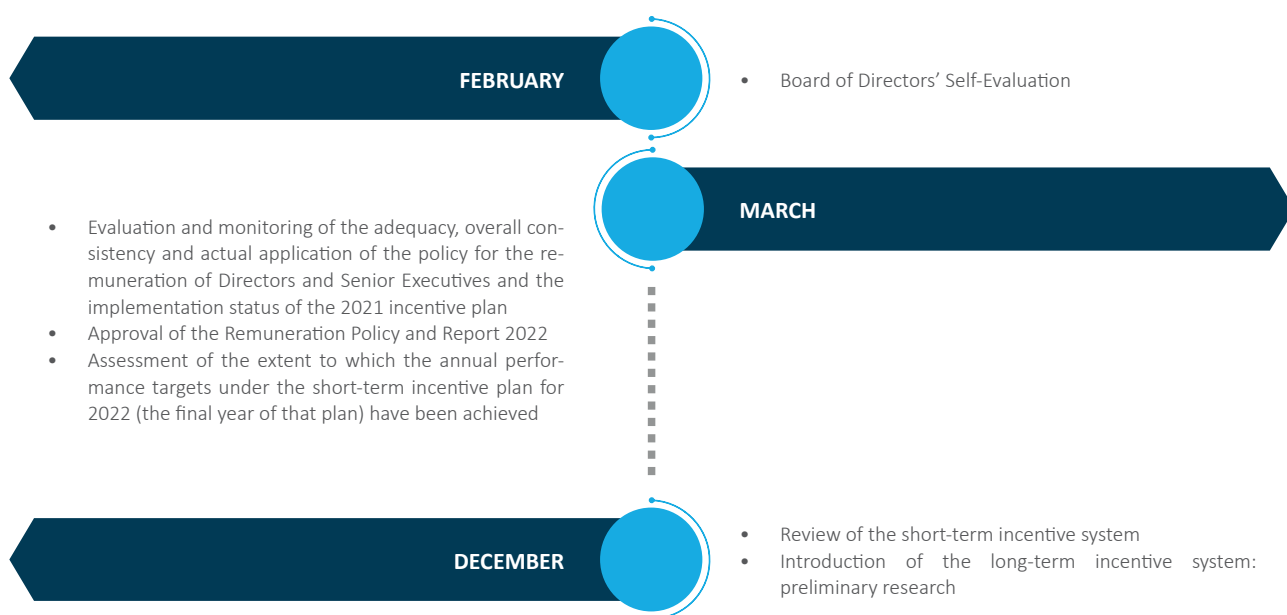 FEBRUARY
• Board of Directors’ Self-Evaluation
MARCH
• Evaluation and monitoring of the adequacy, overall con-
sistency and actual application of the policy for the re-
muneration of Directors and Senior Executives and the
implementation status of the 2021 incentive plan
• Approval of the Remuneration Policy and Report 2022
• Assessment of the extent to which the annual perfor-
mance targets under the short-term incentive plan for
2022 (the final year of that plan) have been achieved
DECEMBER
• Review of the short-term incentive system
• Introduction of the long-term incentive system:
preliminary research